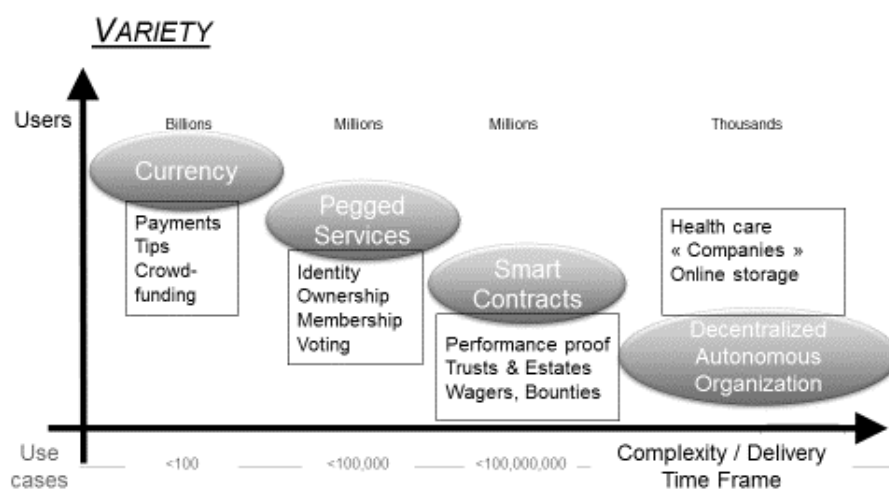 VARIETY
Users
Billions
Millions
Millions
Thousands
Currency
Payments
Tips
Crowd-
funding
Pegged
Services
Identity
Ownership
Membership
Voting
Smart
Contracts
Performance proof
Trusts & Estates
Wagers, Bounties
Health care
« Companies »
Online storage
Decentralized
Autonomous
Organization
Use
cases
<100
<100,000
<100,000,000
Complexity / Delivery
Time Frame